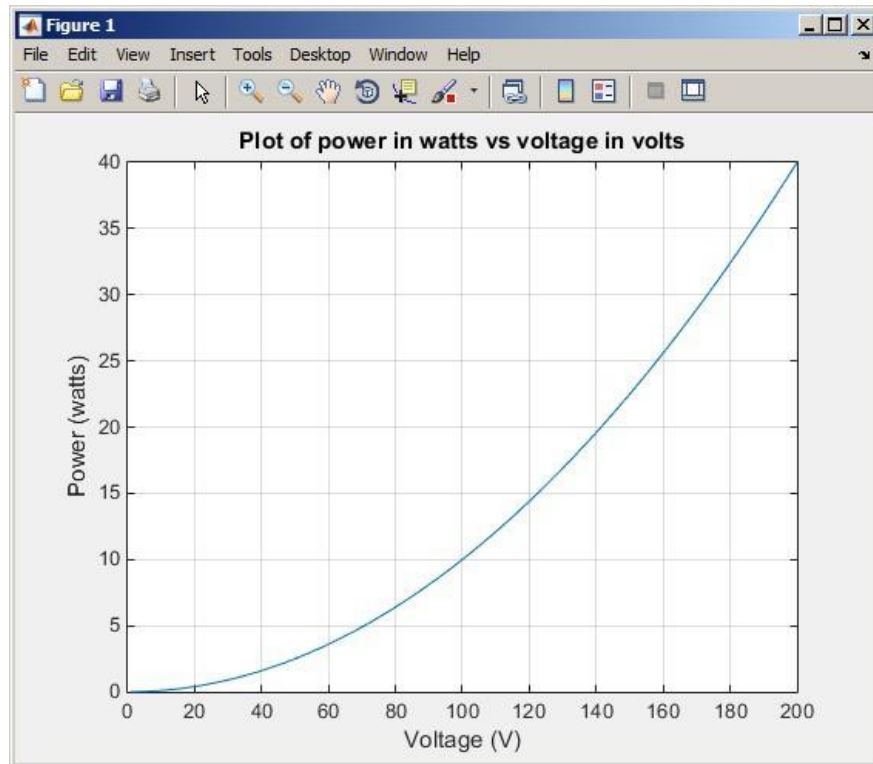 Figure 1
File Edit View Insert Tools Desktop Window Help
Plot of power in watts vs voltage in volts
40
35
30
25
20
15
10
5
0
Power (watts)
0 20 40 60 80 100 120 140 160 180 200
Voltage (V)